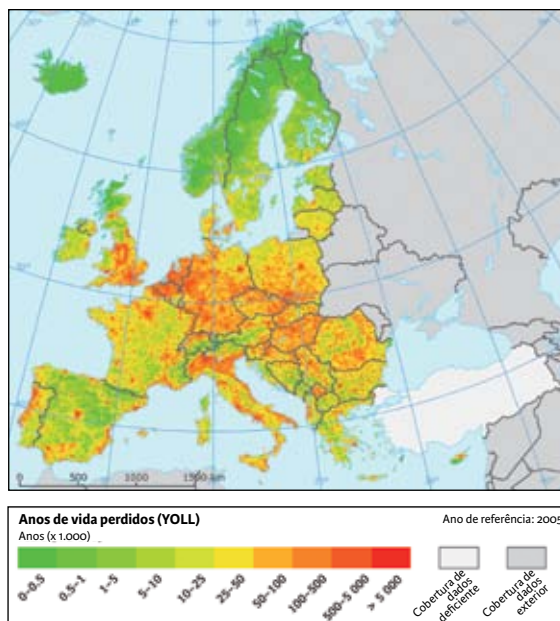 0 500 1000 1500 km
Anos de vida perdidos (YOLL)
Ano de referência: 2005
Anos (x 1.000)
0–0.5
0.5–1
1–5
5–10
10–25
25–50
50–100
100–500
500–5 000
> 5 000
Cobertura de
dados
deficiente
Cobertura de
dados
exterior